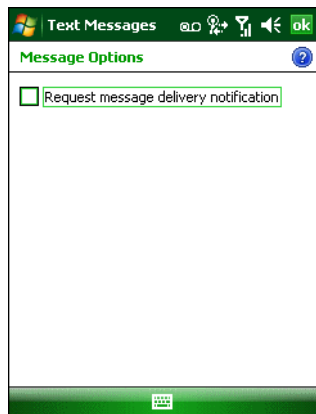 Text Messages ok
Message Options
Request message delivery notification